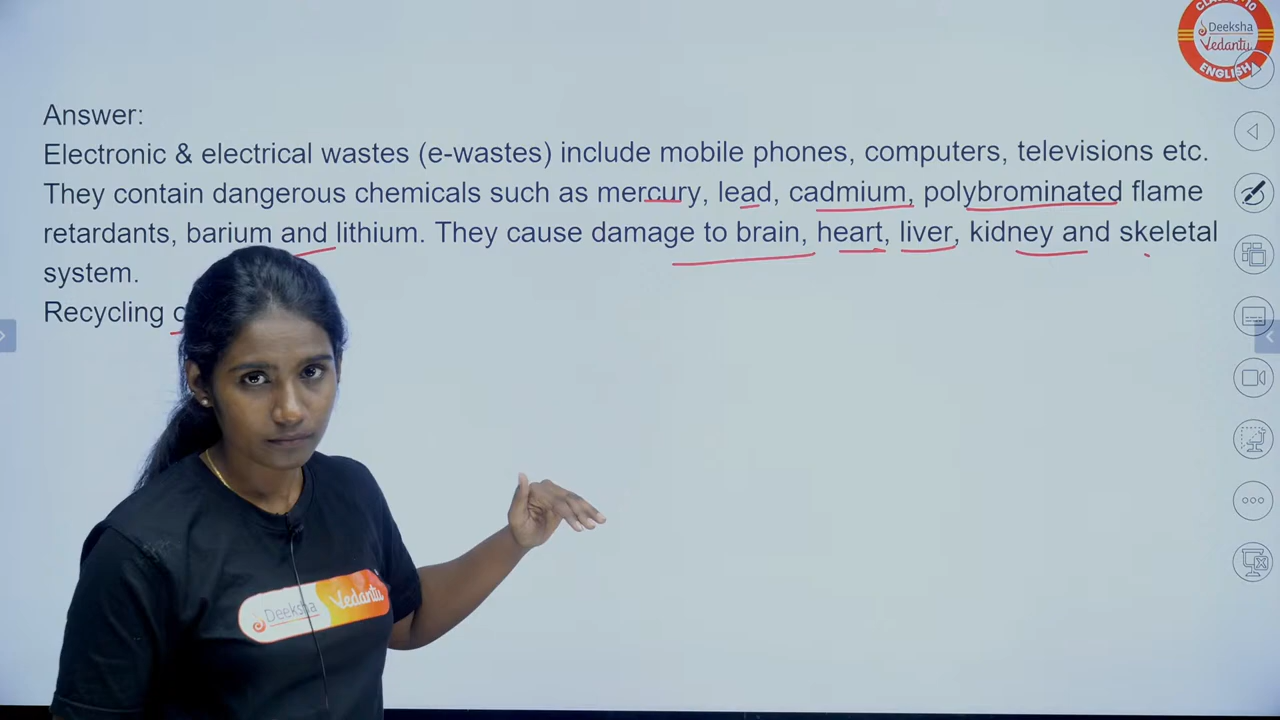 CLASS 6-10
Deeksha
Vedantu
ENGLISH
Answer:
Electronic & electrical wastes (e-wastes) include mobile phones, computers, televisions etc.
They contain dangerous chemicals such as mercury, lead, cadmium, polybrominated flame
retardants, barium and lithium. They cause damage to brain, heart, liver, kidney and skeletal
system.
Recycling
Deeksha Vedantu